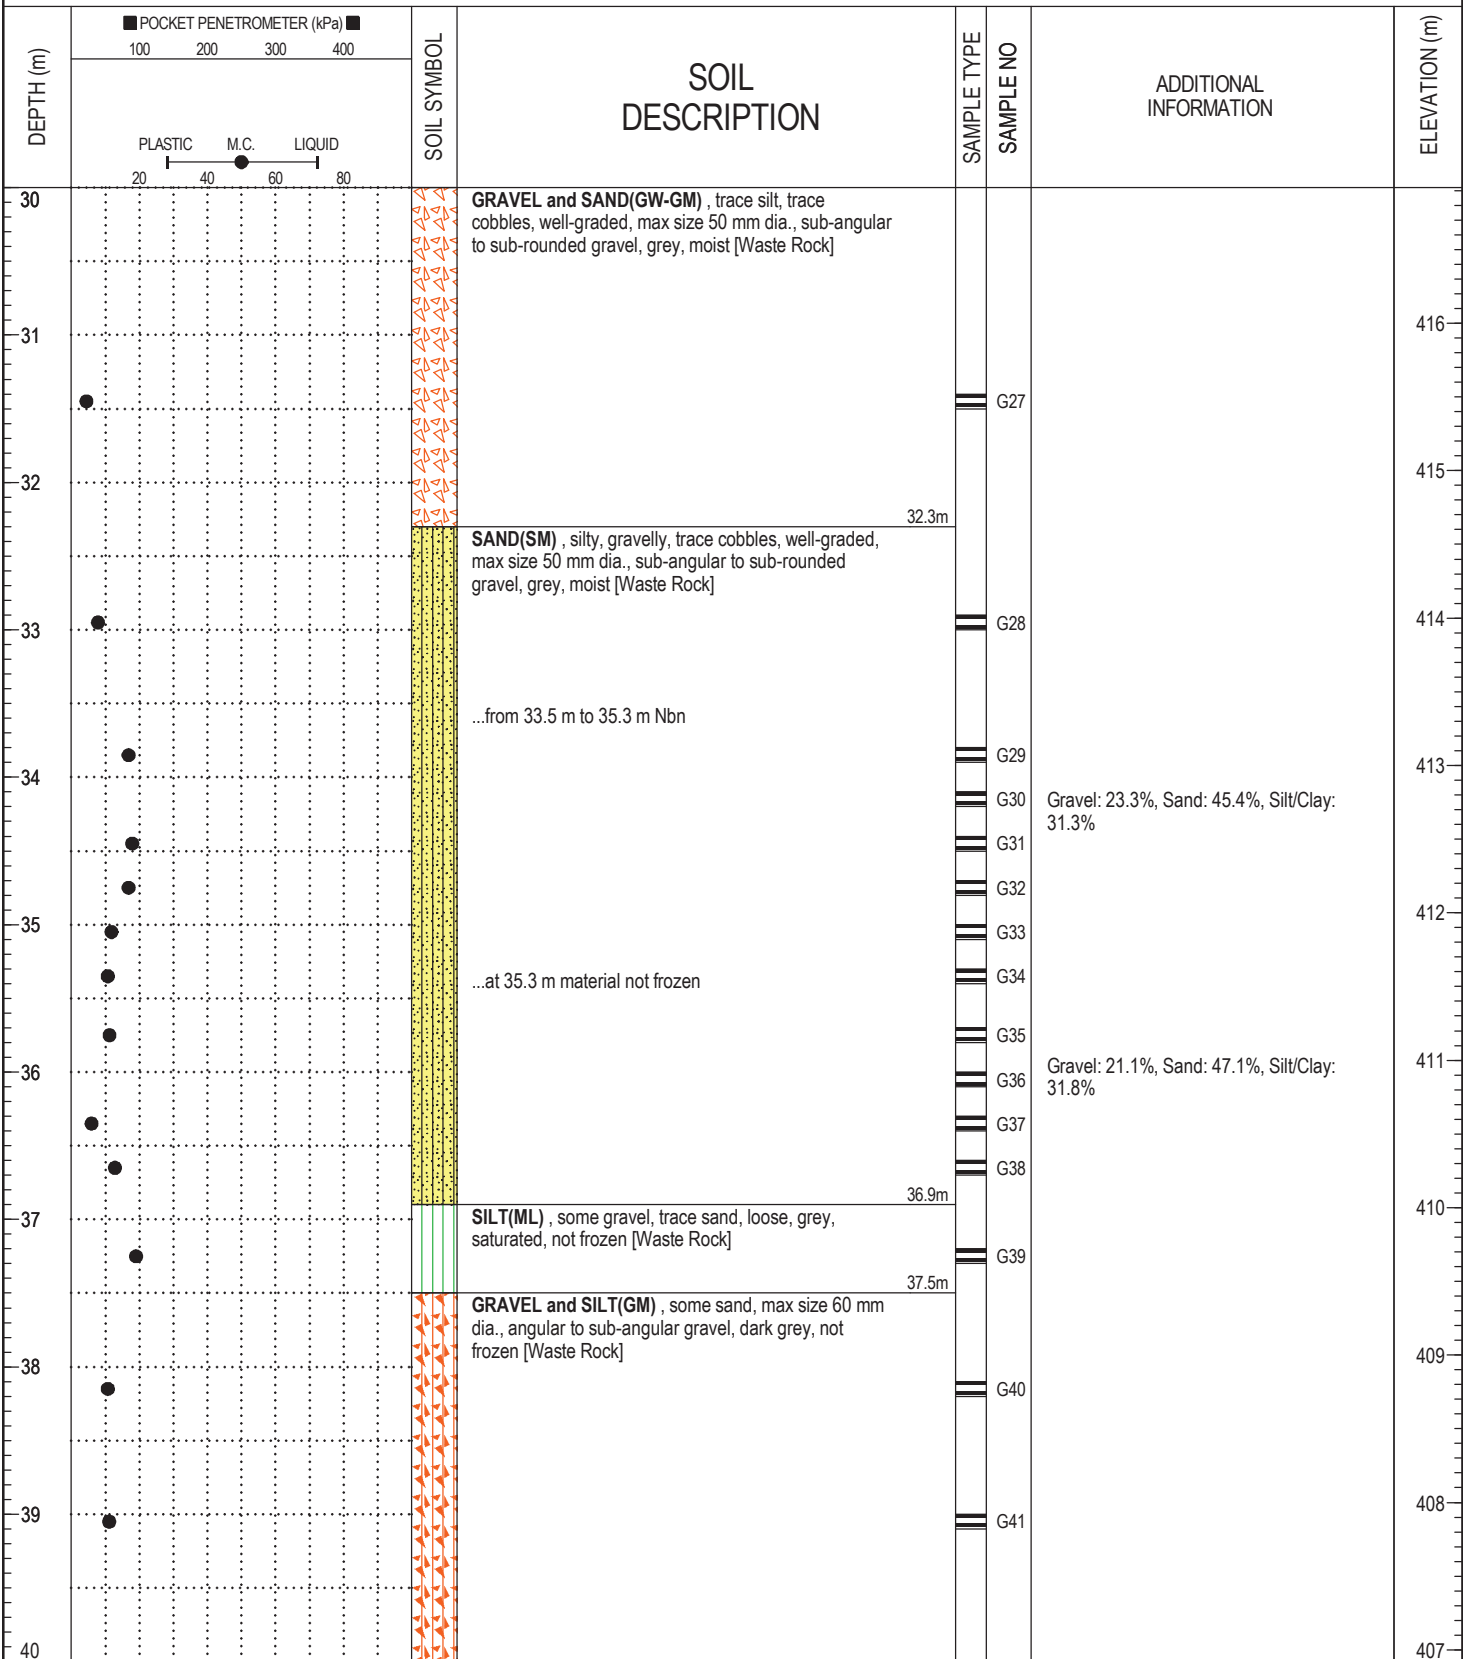 POCKET PENETROMETER (kPa)
100 200 300 400
DEPTH (m)
PLASTIC M.C. LIQUID
20 40 60 80
SOIL SYMBOL
SOIL
DESCRIPTION
SAMPLE TYPE
SAMPLE NO
ADDITIONAL
INFORMATION
ELEVATION (m)
30
GRAVEL and SAND(GW-GM) , trace silt, trace
cobbles, well-graded, max size 50 mm dia., sub-angular
to sub-rounded gravel, grey, moist [Waste Rock]
416
31
G27
415
32
32.3m
SAND(SM) , silty, gravelly, trace cobbles, well-graded,
max size 50 mm dia., sub-angular to sub-rounded
gravel, grey, moist [Waste Rock]
G28
414
33
...from 33.5 m to 35.3 m Nbn
G29
413
34
G30 Gravel: 23.3%, Sand: 45.4%, Silt/Clay:
31.3%
G31
G32
412
35
G33
G34
...at 35.3 m material not frozen
G35
411
36
G36 Gravel: 21.1%, Sand: 47.1%, Silt/Clay:
31.8%
G37
G38
36.9m
410
37
SILT(ML) , some gravel, trace sand, loose, grey,
saturated, not frozen [Waste Rock]
G39
37.5m
GRAVEL and SILT(GM) , some sand, max size 60 mm
dia., angular to sub-angular gravel, dark grey, not
frozen [Waste Rock]
409
38
G40
408
39
G41
40
407